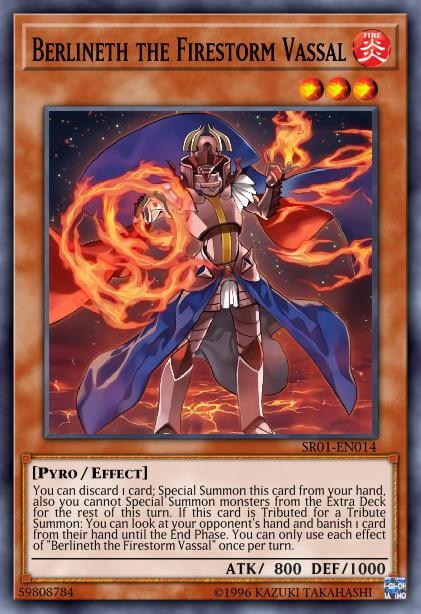 BERLINETH THE FIRESTORM VASSAL
FIRE
炎
SR01-EN014
[PYRO / EFFECT]
You can discard 1 card; Special Summon this card from your hand,
also you cannot Special Summon monsters from the Extra Deck
for the rest of this turn. If this card is Tributed for a Tribute
Summon: You can look at your opponent's hand and banish 1 card
from their hand until the End Phase. You can only use each effect
of "Berlineth the Firestorm Vassal" once per turn.
ATK/ 800 DEF/1000
59808784
©1996 KAZUKI TAKAHASHI